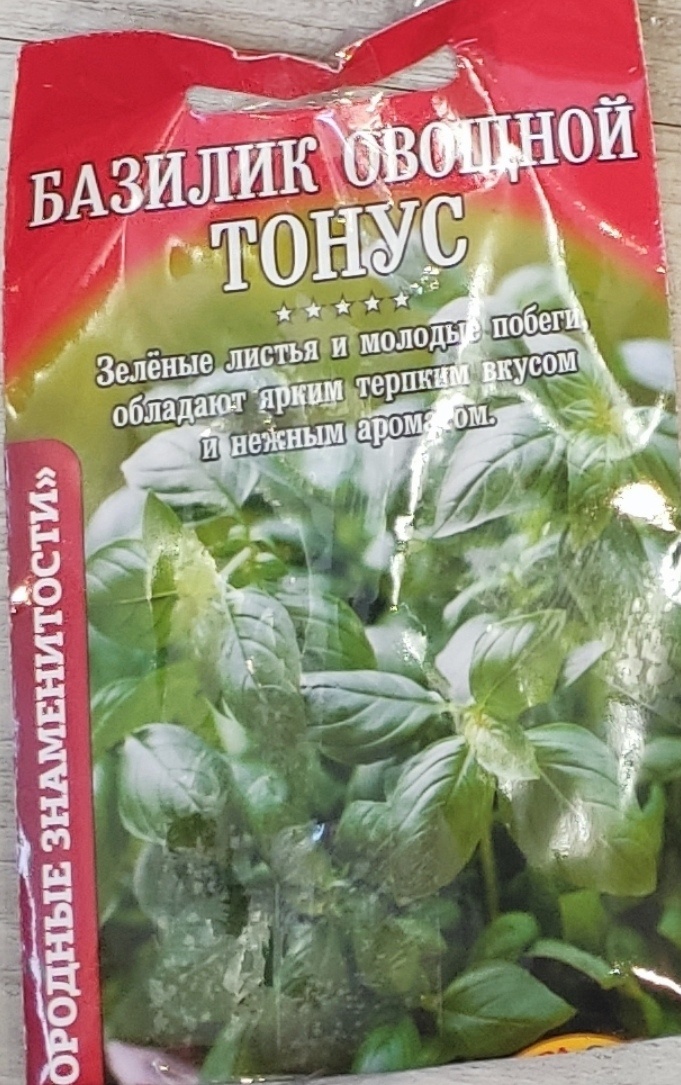 БАЗИЛИК ОВОЩНОЙ
ТОНУС
Зелёные листья и молодые побеги,
обладают ярким терпким вкусом
и нежным ароматом.
ОРОДНЫЕ ЗНАМЕНИТОСТИ»